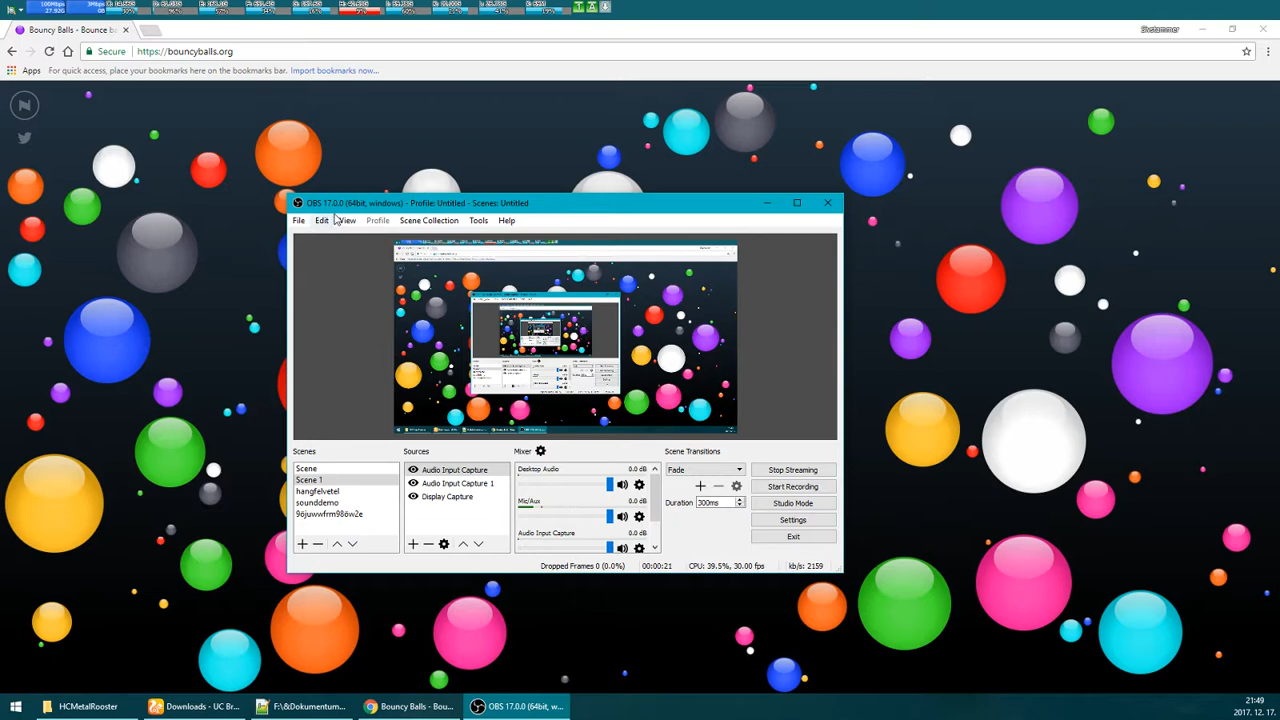 100Mbps
Bouncy Balls - Bounce ba
Secure
https://bouncyballs.org
Apps
For quick access, place your bookmarks here on the bookmarks bar.
Import bookmarks now...
OBS 17.0.0 (64bit, windows) - Profile: Untitled - Scenes: Untitled
File Edit View Profile Scene Collection Tools Help
Scenes
Sources
Mixer
Scene Transitions
Scene
Scene 1
hangfelvetel
sounddemo
Audio Input Capture
Audio Input Capture 1
Display Capture
Desktop Audio 0.0 dB
Mic/Aux 0.0 dB
Audio Input Capture 0.0 dB
Fade
Duration 300ms
Stop Streaming
Start Recording
Studio Mode
Settings
Exit
Dropped Frames 0 (0.0%)
00:00:21
CPU: 39.5%, 30.00 fps
kb/s: 2159
HCMetalRooster
Downloads - UC Br...
F:\&Dokumentum...
Bouncy Balls - Bou...
OBS 17.0.0 (64bit, w...
21:49
2017. 12. 17.